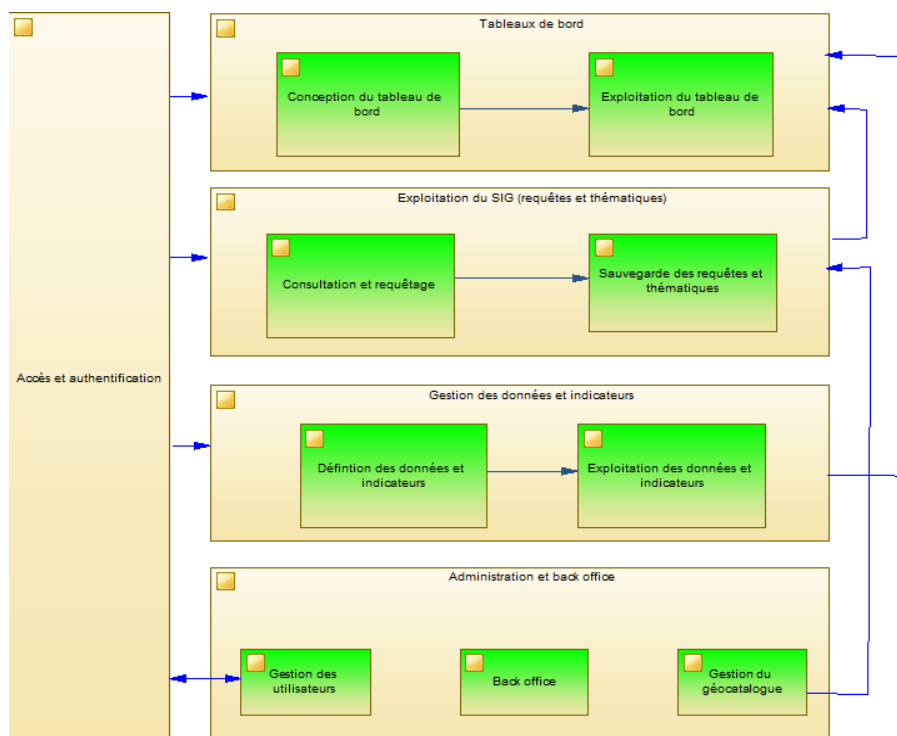 Accès et authentification
Tableaux de bord
Conception du tableau de
bord
Exploitation du tableau de
bord
Exploitation du SIG (requêtes et thématiques)
Consultation et requêtage
Sauvegarde des requêtes et
thématiques
Gestion des données et indicateurs
Défintion des données et
indicateurs
Exploitation des données et
indicateurs
Administration et back office
Gestion des
utilisateurs
Back office
Gestion du
géocatalogue